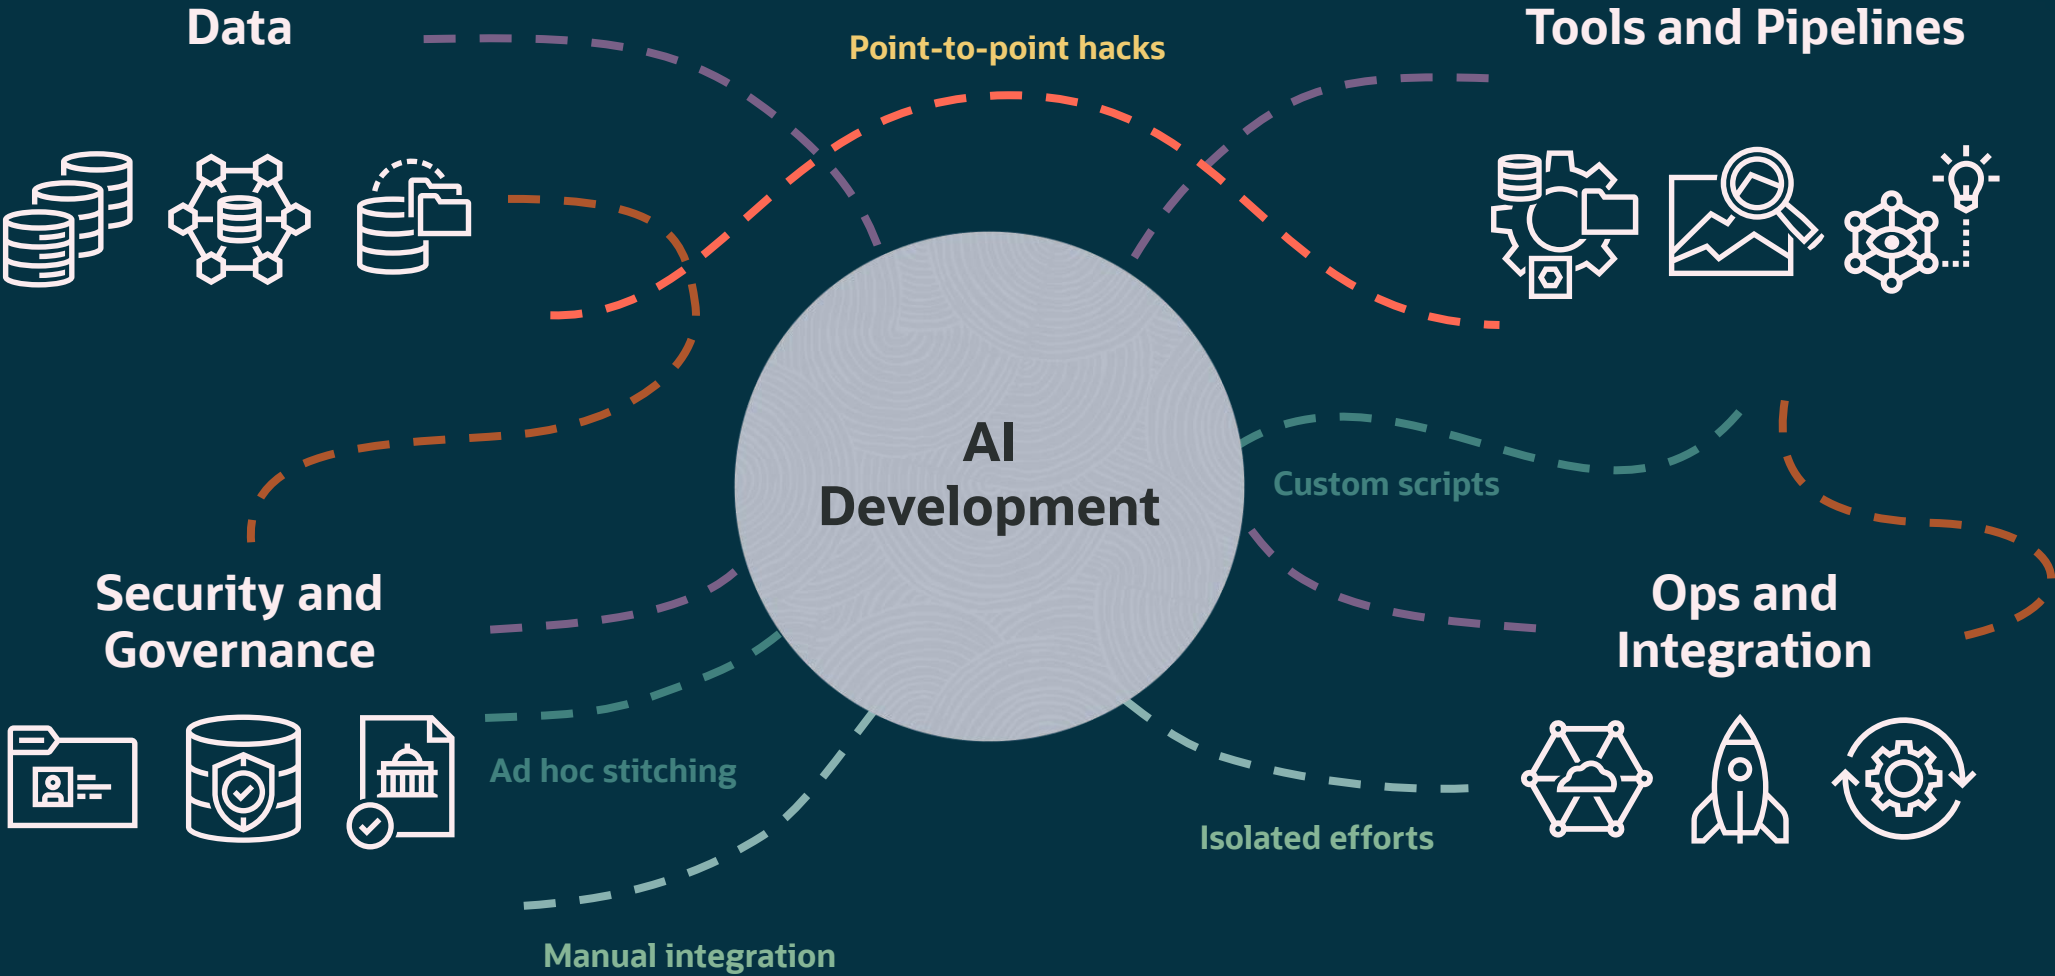 Data
Point-to-point hacks
Tools and Pipelines
AI
Development
Custom scripts
Security and
Governance
Ops and
Integration
Ad hoc stitching
Isolated efforts
Manual integration